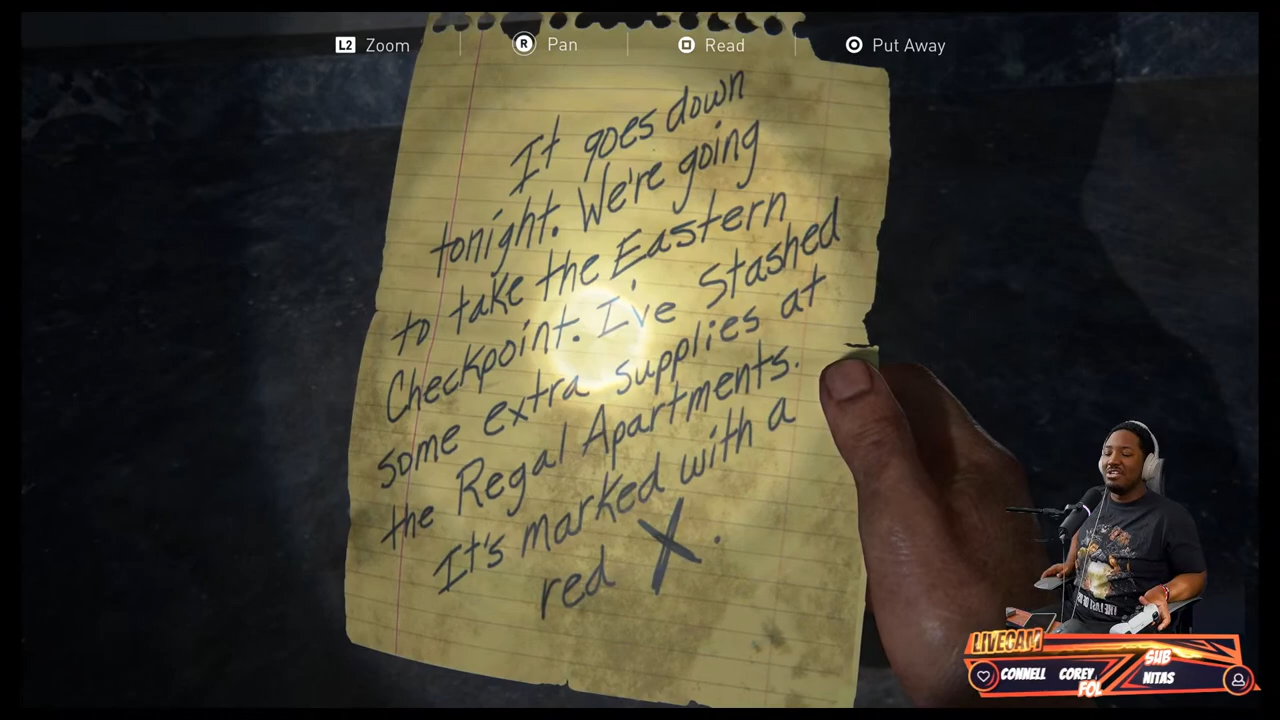 L2 Zoom R Pan Read Put Away
It goes down
tonight. We're going
to take the Eastern
Checkpoint. I've Stashed
some extra supplies at
the Regal Apartments.
It's marked with a
red X.
LIVECAM
CONNELL COREY SUB
FOL NITAS